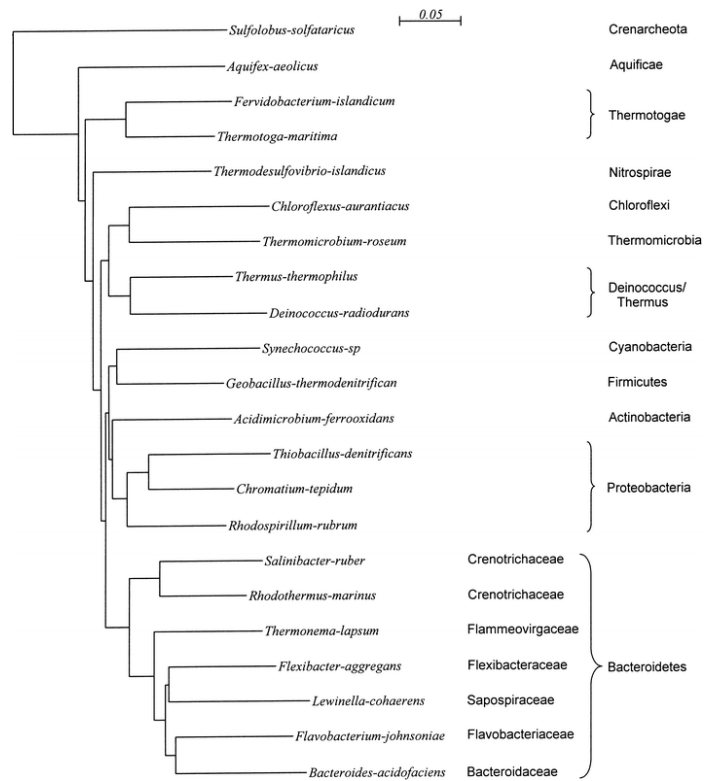 0.05
Sulfolobus-solfataricus Crenarcheota
Aquifex-aeolicus Aquificae
Fervidobacterium-islandicum
Thermotogae
Thermotoga-maritima
Thermodesulfovibrio-islandicus Nitrospirae
Chloroflexus-aurantiacus Chloroflexi
Thermomicrobium-roseum Thermomicrobia
Thermus-thermophilus
Deinococcus/
Thermus
Deinococcus-radiodurans
Synechococcus-sp Cyanobacteria
Geobacillus-thermodenitrifican Firmicutes
Acidimicrobium-ferrooxidans Actinobacteria
Thiobacillus-denitrificans
Chromatium-tepidum Proteobacteria
Rhodospirillum-rubrum
Salinibacter-ruber Crenotrichaceae
Rhodothermus-marinus Crenotrichaceae
Thermonema-lapsum Flammeovirgaceae
Flexibacter-aggregans Flexibacteraceae Bacteroidetes
Lewinella-cohaerens Sapospiraceae
Flavobacterium-johnsoniae Flavobacteriaceae
Bacteroides-acidofaciens Bacteroidaceae